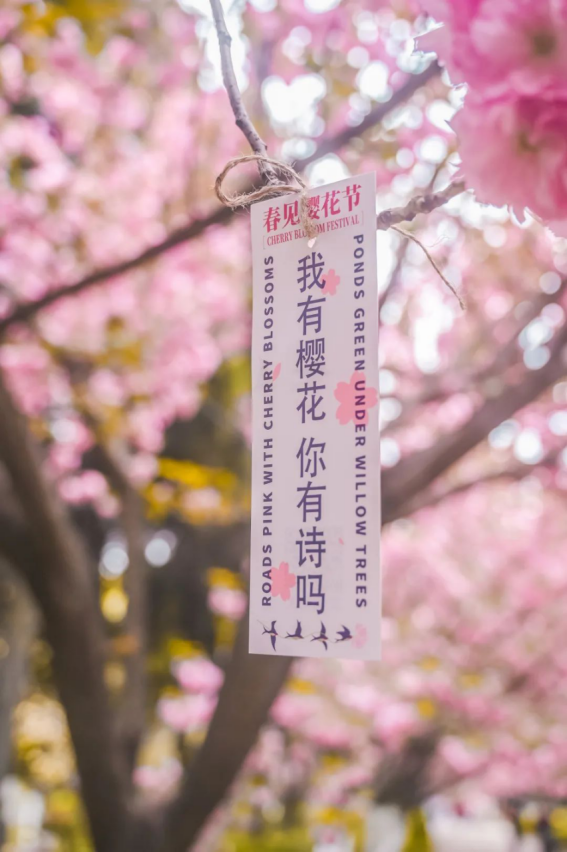 春见樱花节
CHERRY BLOSSOM FESTIVAL
PONDS GREEN UNDER WILLOW TREES
我有樱花 你有诗吗
ROADS PINK WITH CHERRY BLOSSOMS